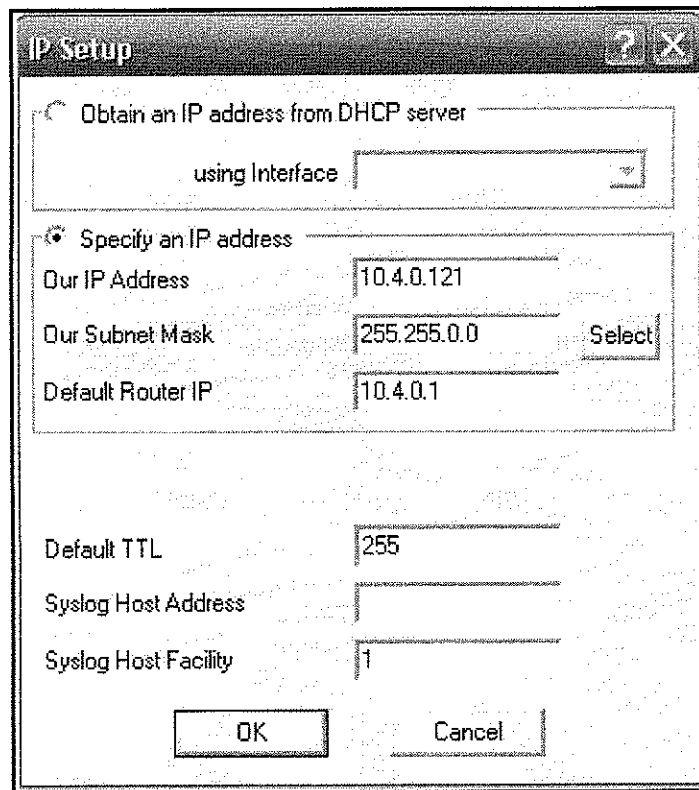 IP Setup
Obtain an IP address from DHCP server
using Interface
Specify an IP address
Our IP Address 10.4.0.121
Our Subnet Mask 255.255.0.0 Select
Default Router IP 10.4.0.1
Default TTL 255
Syslog Host Address
Syslog Host Facility 1
OK Cancel